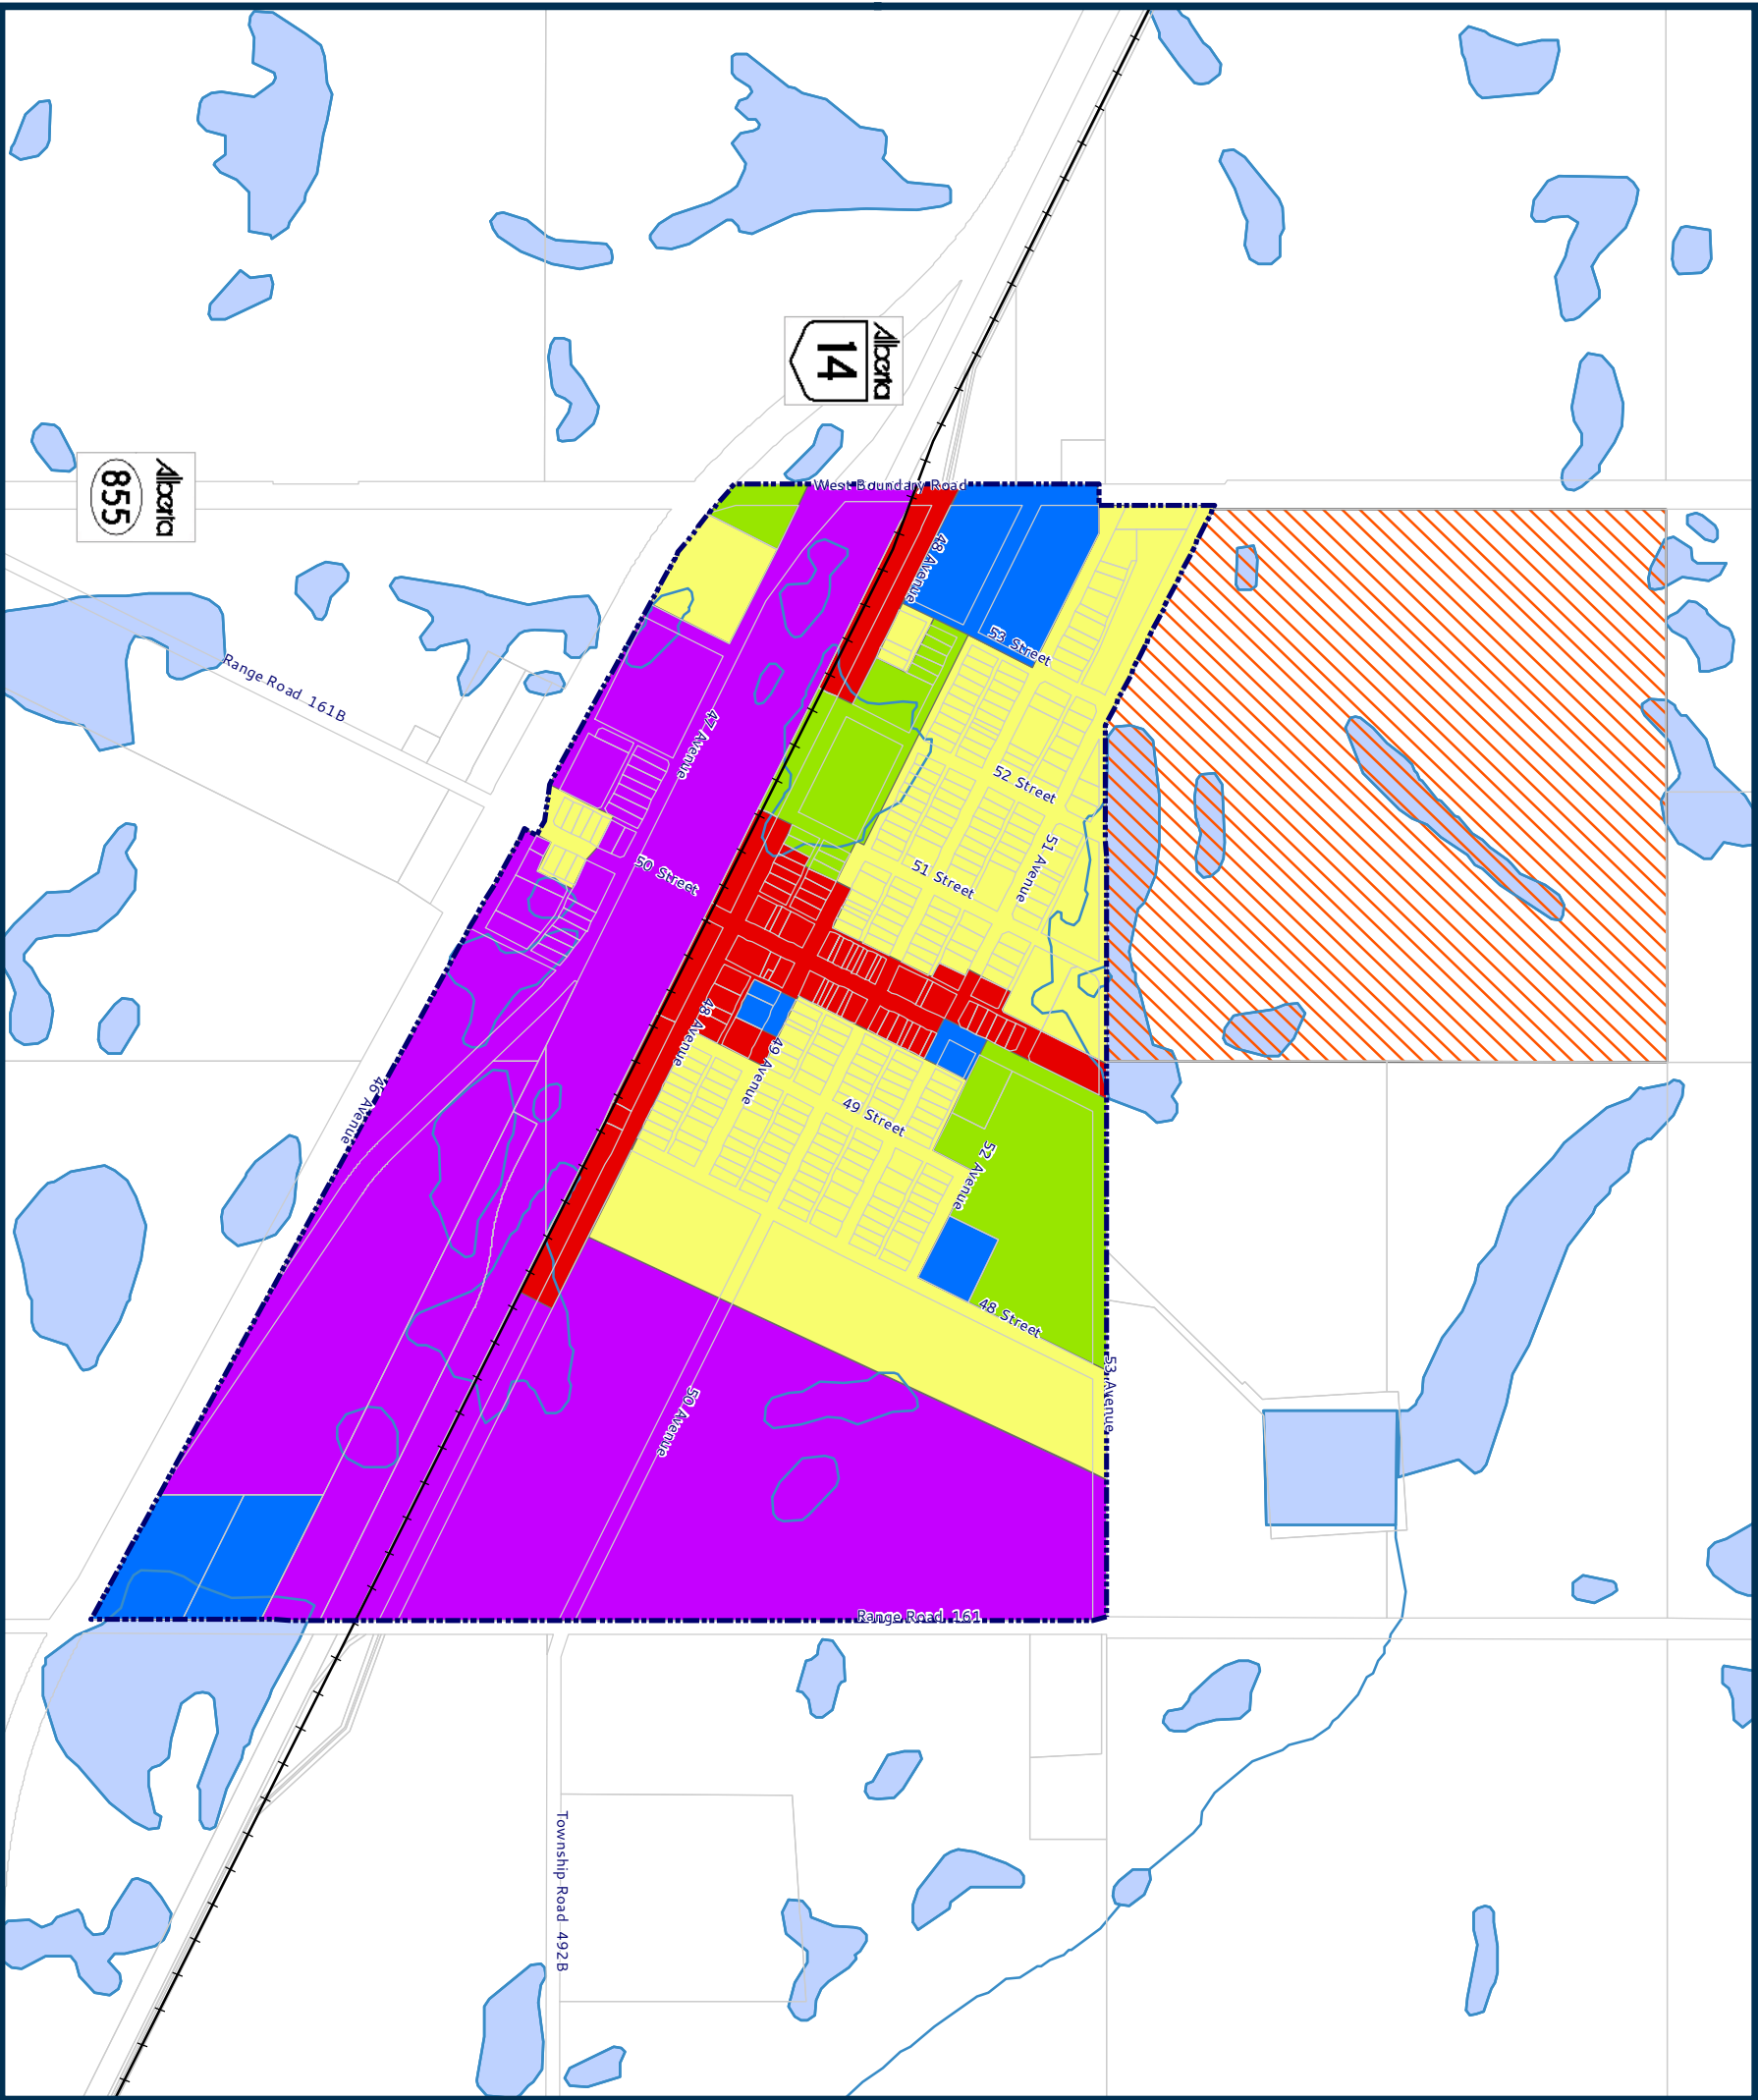 Alberta
14
Alberta
855
West Boundary Road
48 Avenue
53 Street
Range Road 161B
47 Avenue
52 Street
50 Street
51 Street
51 Avenue
48 Avenue
49 Avenue
46 Avenue
49 Street
52 Avenue
48 Street
53 Avenue
50 Avenue
Range Road 161
Township Road 492B